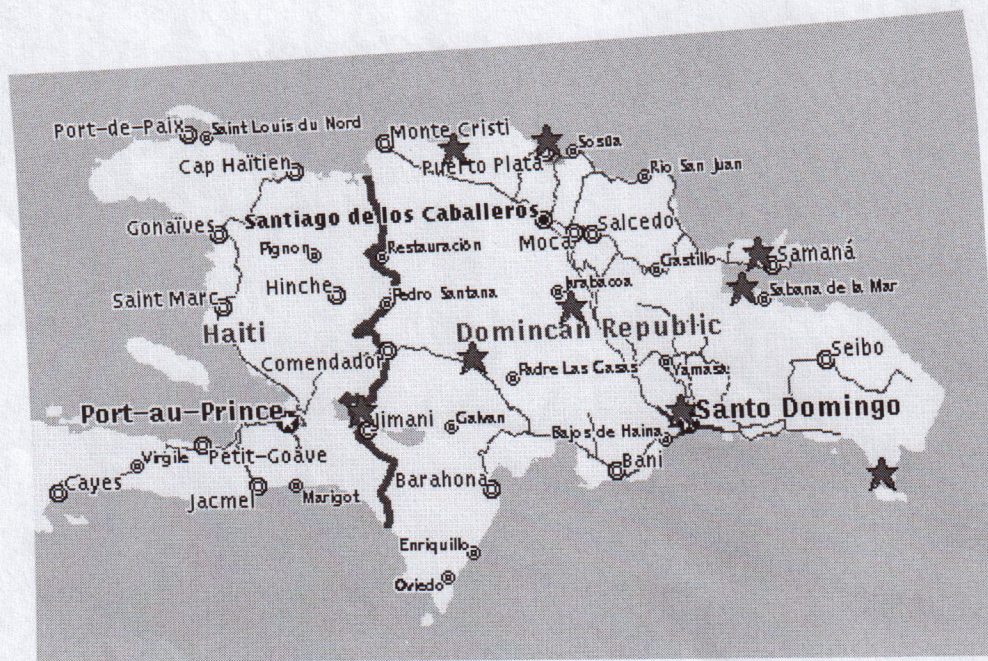 Port-de-Paix
Saint Louis du Nord
Monte Cristi
Sosúa
Cap Haïtien
Puerto Plata
Rio San Juan
Gonaïves
Santiago de los Caballeros
Salcedo
Moca
Pignon
Restauración
Castillo
Samaná
Saint Marc
Hinche
Pedro Santana
Jarabacoa
Sabana de la Mar
Haiti
Domincan Republic
Comendador
Padre Las Casas
Yamasa
Seibo
Port-au-Prince
Jimani
Galvan
Santo Domingo
Bajos de Haina
Virgile
Petit-Goâve
Bani
Cayes
Jacmel
Marigot
Barahona
Enriquillo
Oviedo